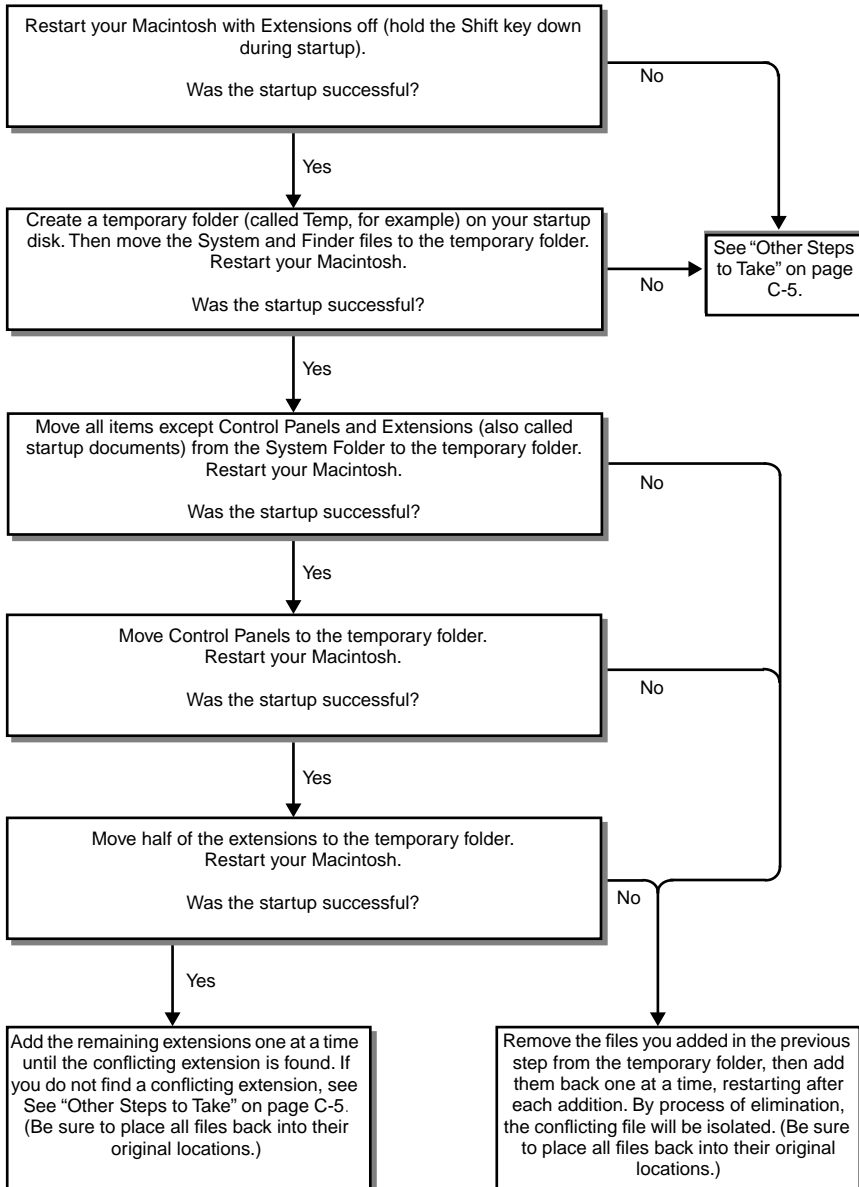 Restart your Macintosh with Extensions off (hold the Shift key down
during startup).
Was the startup successful?
No
Yes
Create a temporary folder (called Temp, for example) on your startup
disk. Then move the System and Finder files to the temporary folder.
Restart your Macintosh.
Was the startup successful?
No
See “Other Steps
to Take” on page
C-5.
Yes
Move all items except Control Panels and Extensions (also called
startup documents) from the System Folder to the temporary folder.
Restart your Macintosh.
Was the startup successful?
No
Yes
Move Control Panels to the temporary folder.
Restart your Macintosh.
Was the startup successful?
No
Yes
Move half of the extensions to the temporary folder.
Restart your Macintosh.
Was the startup successful?
No
Yes
Add the remaining extensions one at a time
until the conflicting extension is found. If
you do not find a conflicting extension, see
See “Other Steps to Take” on page C-5.
(Be sure to place all files back into their
original locations.)
Remove the files you added in the previous
step from the temporary folder, then add
them back one at a time, restarting after
each addition. By process of elimination,
the conflicting file will be isolated. (Be sure
to place all files back into their original
locations.)